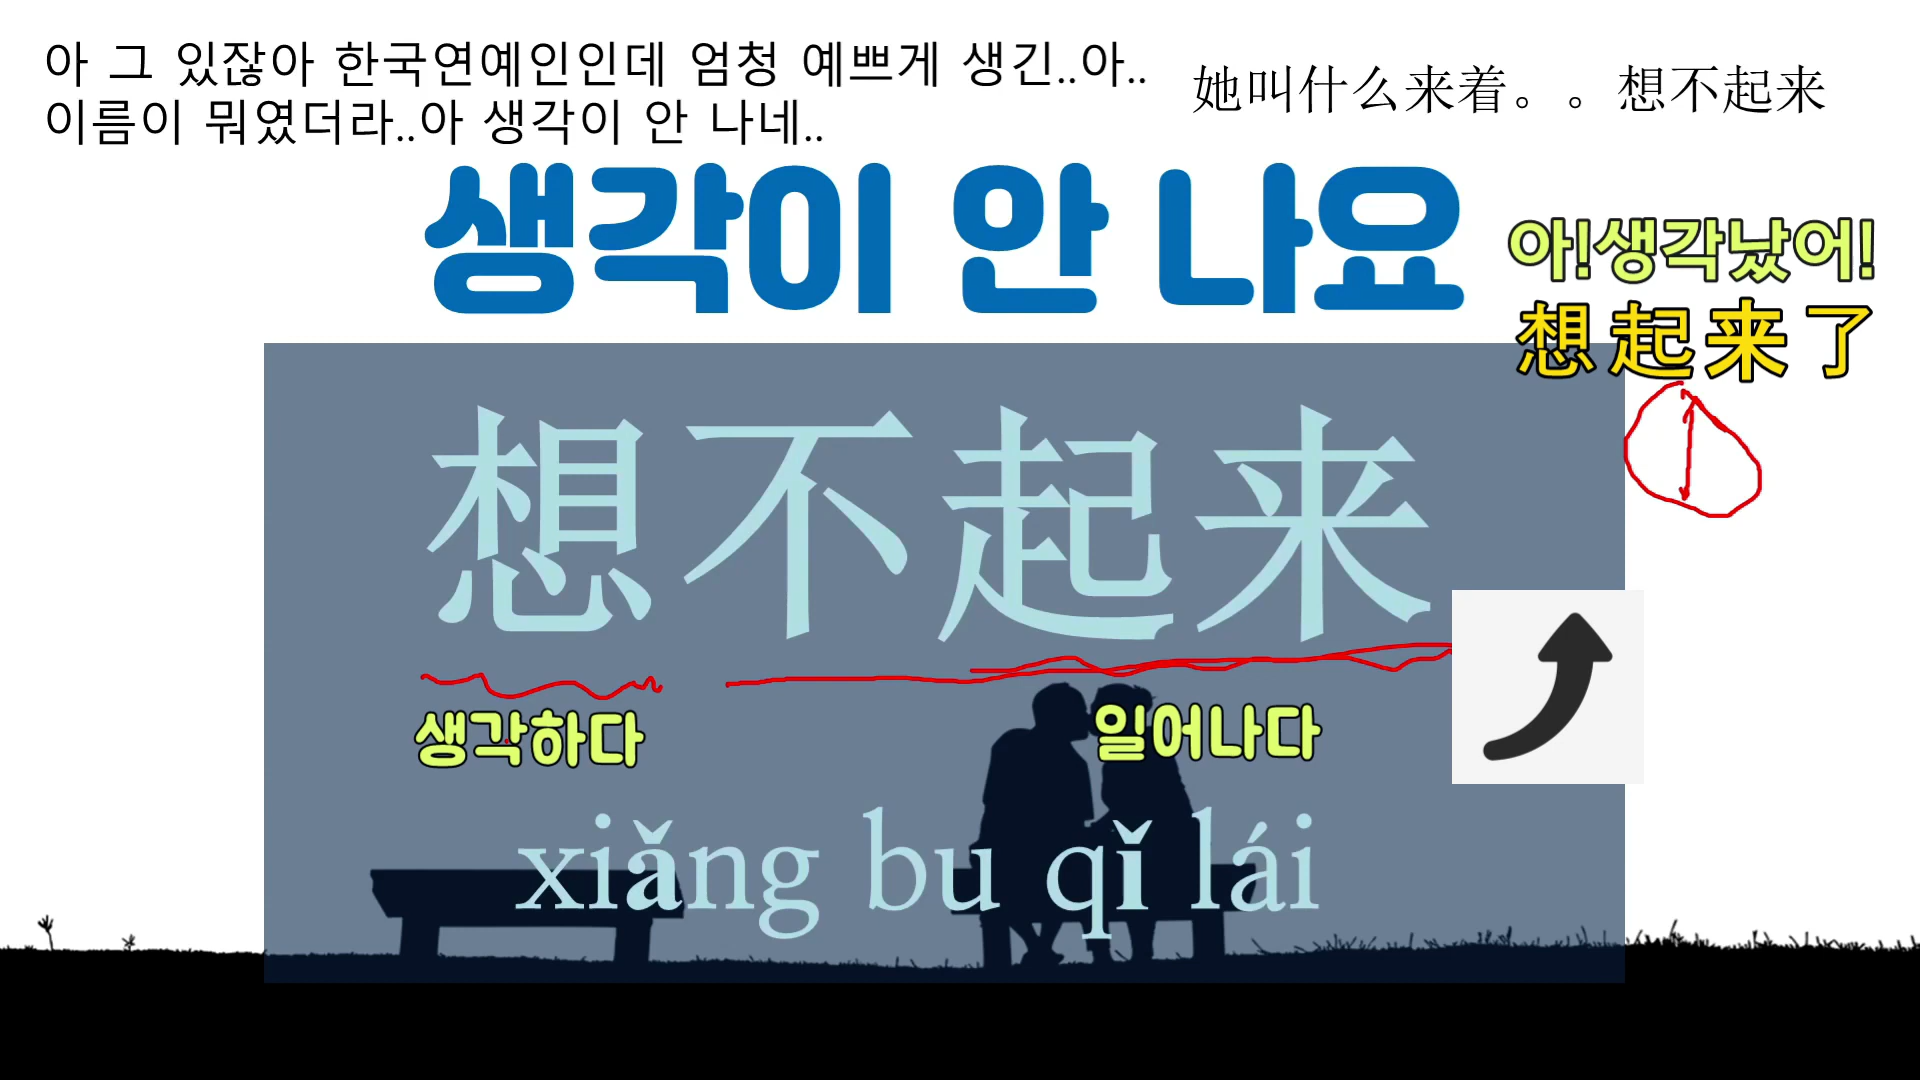 아 그 있잖아 한국연예인인데 엄청 예쁘게 생긴..아..
이름이 뭐였더라..아 생각이 안 나네..
她叫什么来着。。想不起来
생각이 안 나요
아!생각났어!
想起来了
想不起来
생각하다
일어나다
xiǎng bu qǐ lái